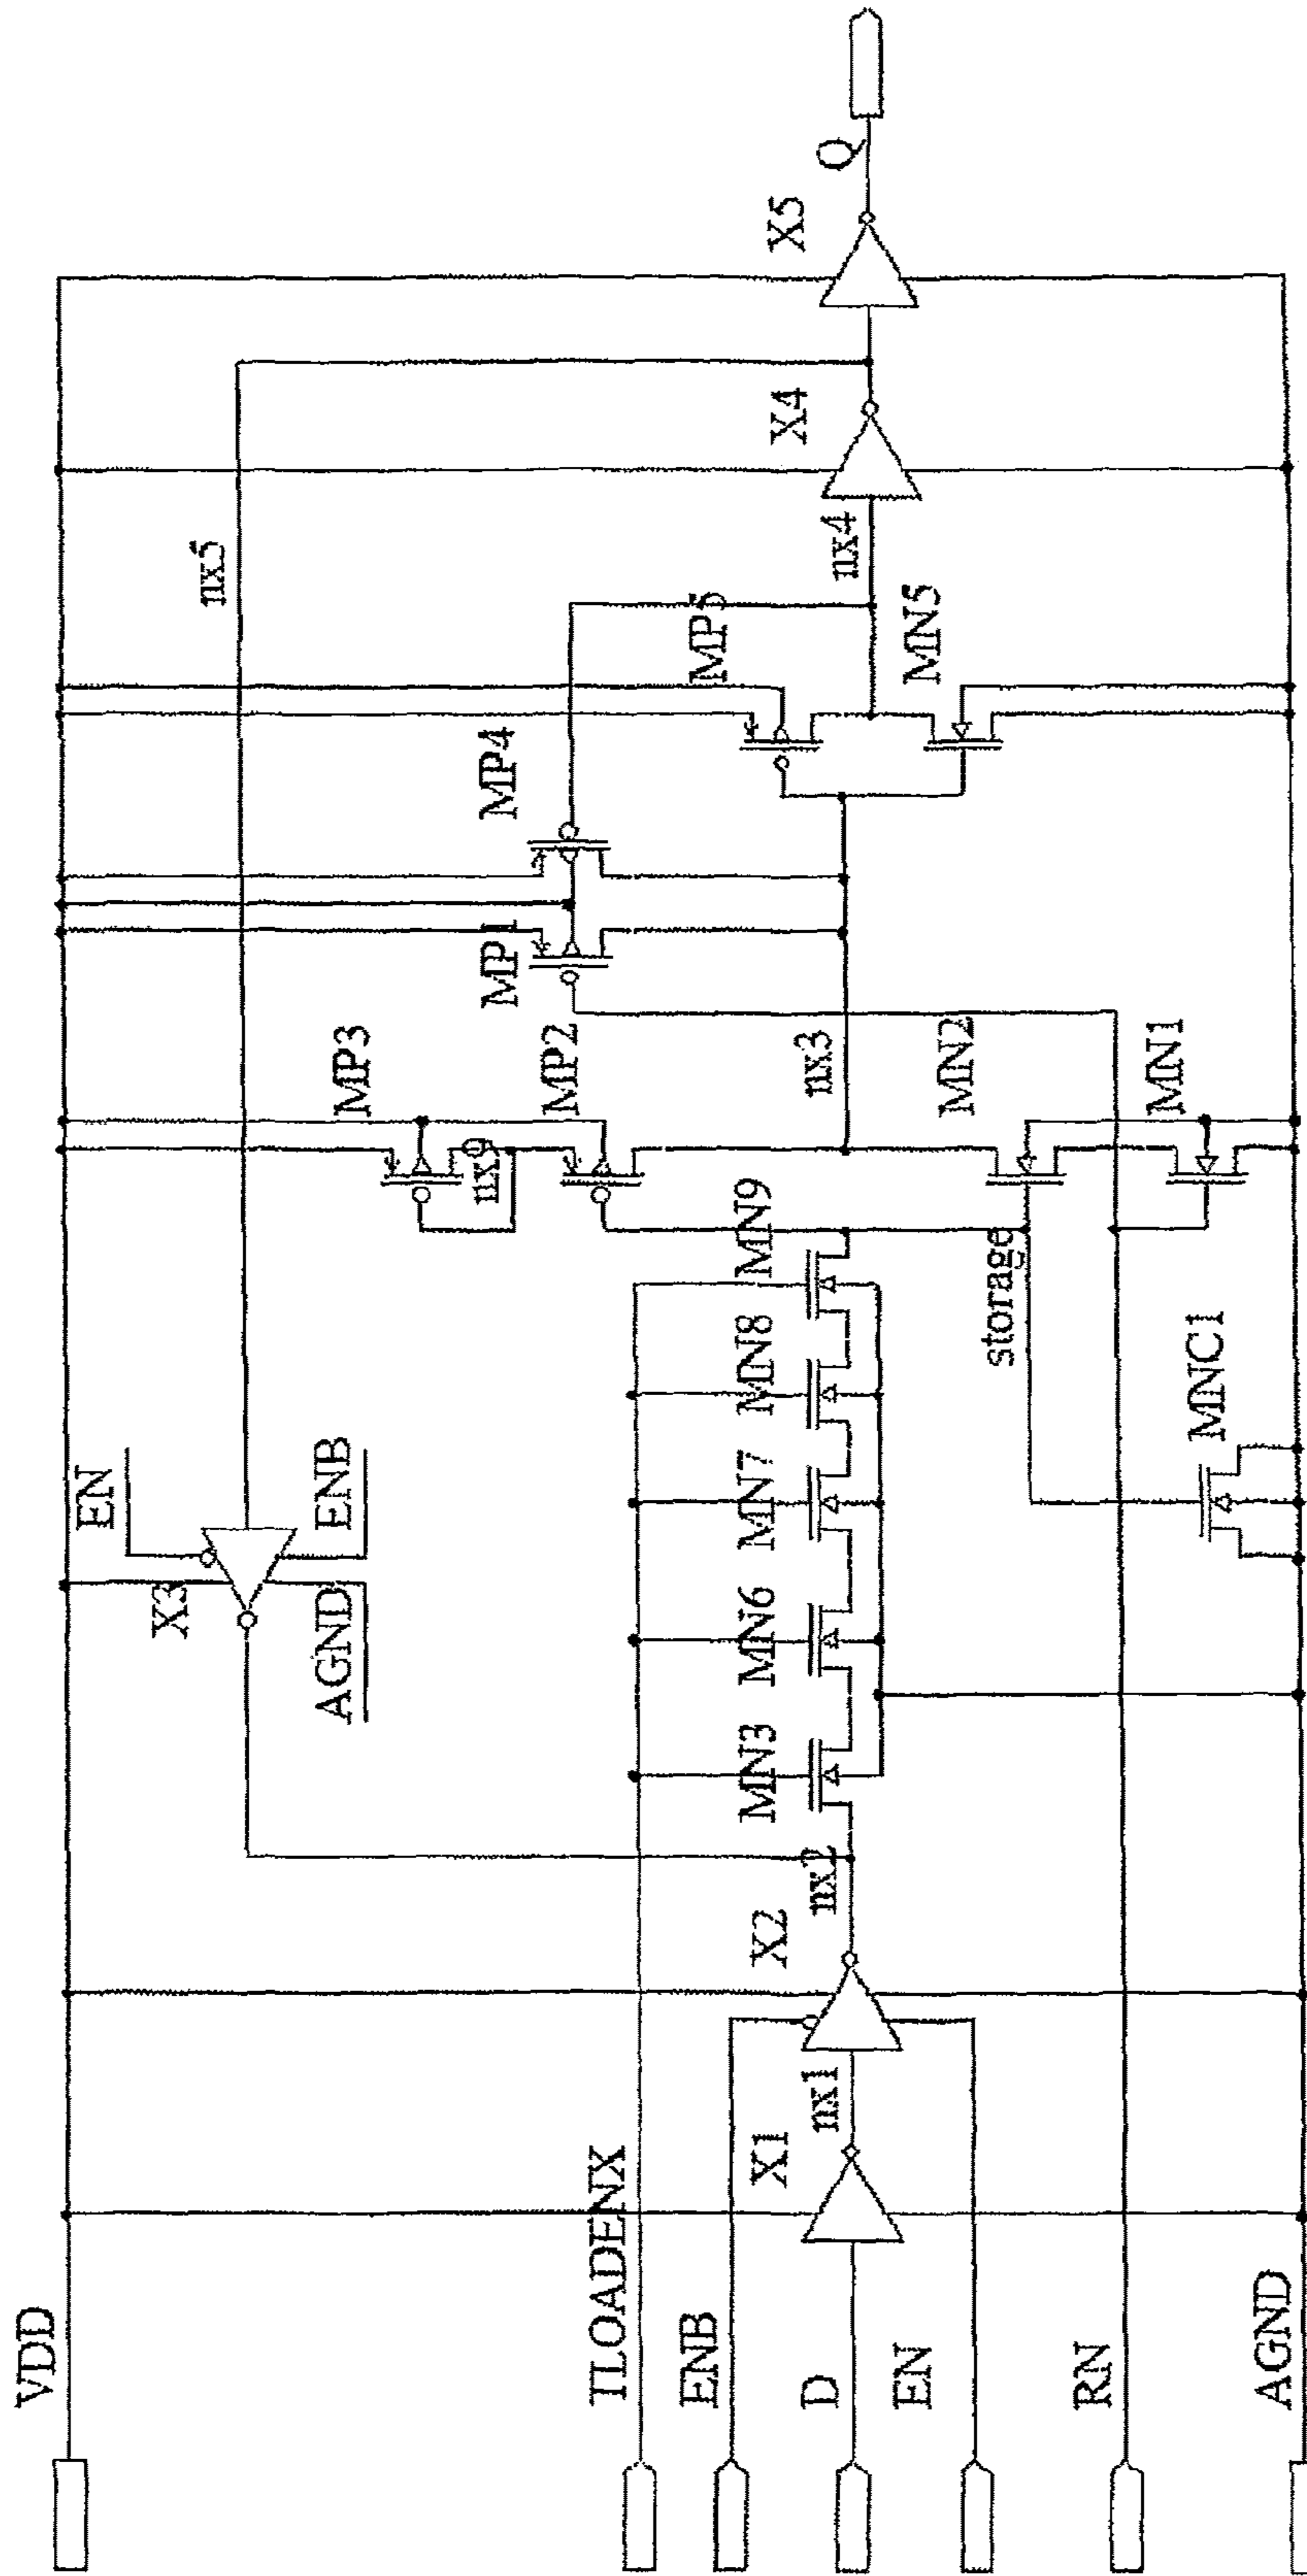 VDD
TLOADENX
ENB
D
EN
RN
AGND
X1
nx1
X2
nx2
X3
EN
ENB
AGND
MN3
MN6
MN7
MN8
MN9
storage
MNC1
MP3
nx9
MP2
MN2
MN1
nx3
MP1
MP4
MP5
MN5
nx5
nx4
X4
X5
Q